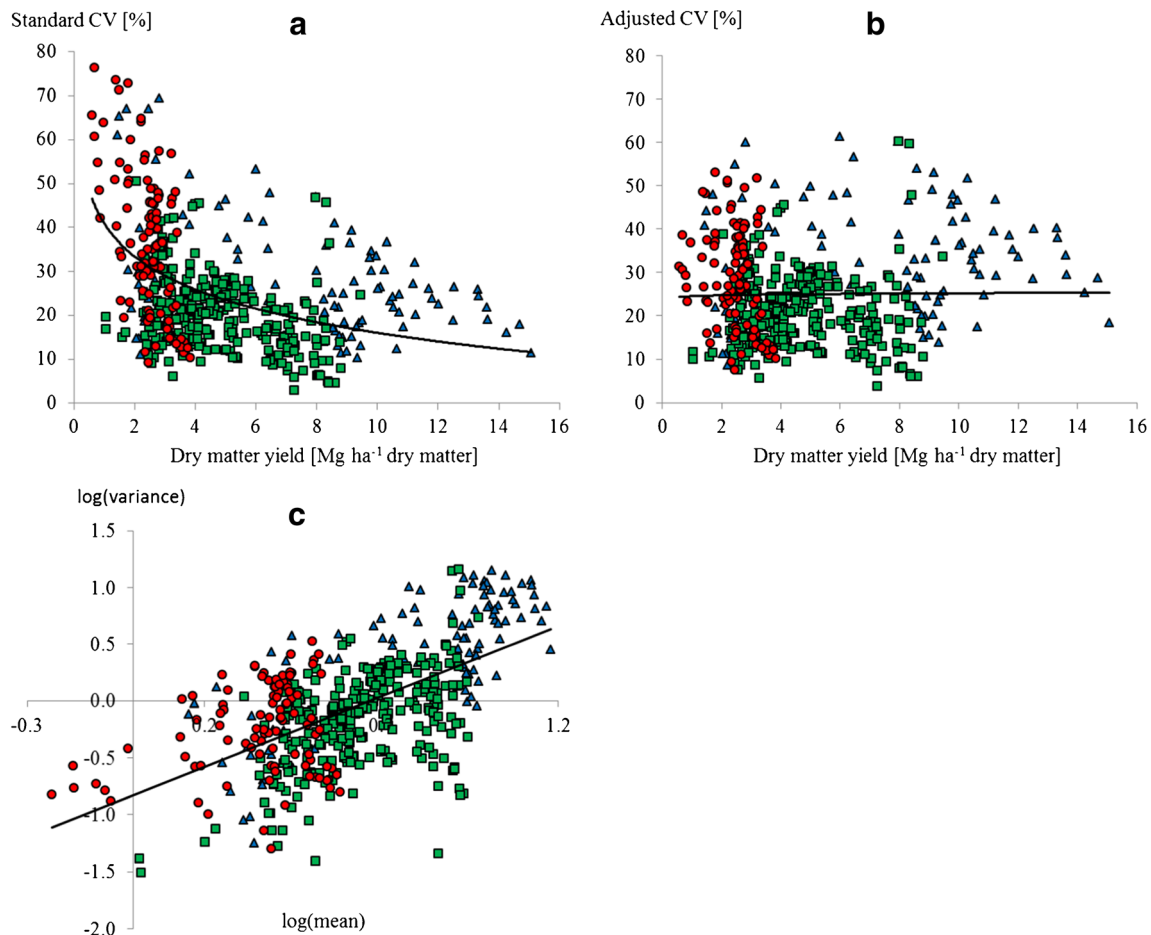 Standard CV [%]
a
80
70
60
50
40
30
20
10
0
0 2 4 6 8 10 12 14 16
Dry matter yield [Mg ha⁻¹ dry matter]
Adjusted CV [%]
b
80
70
60
50
40
30
20
10
0
0 2 4 6 8 10 12 14 16
Dry matter yield [Mg ha⁻¹ dry matter]
log(variance)
c
1.5
1.0
0.5
0.0
-0.5
-1.0
-1.5
-2.0
-0.3 0.2 1.2
log(mean)